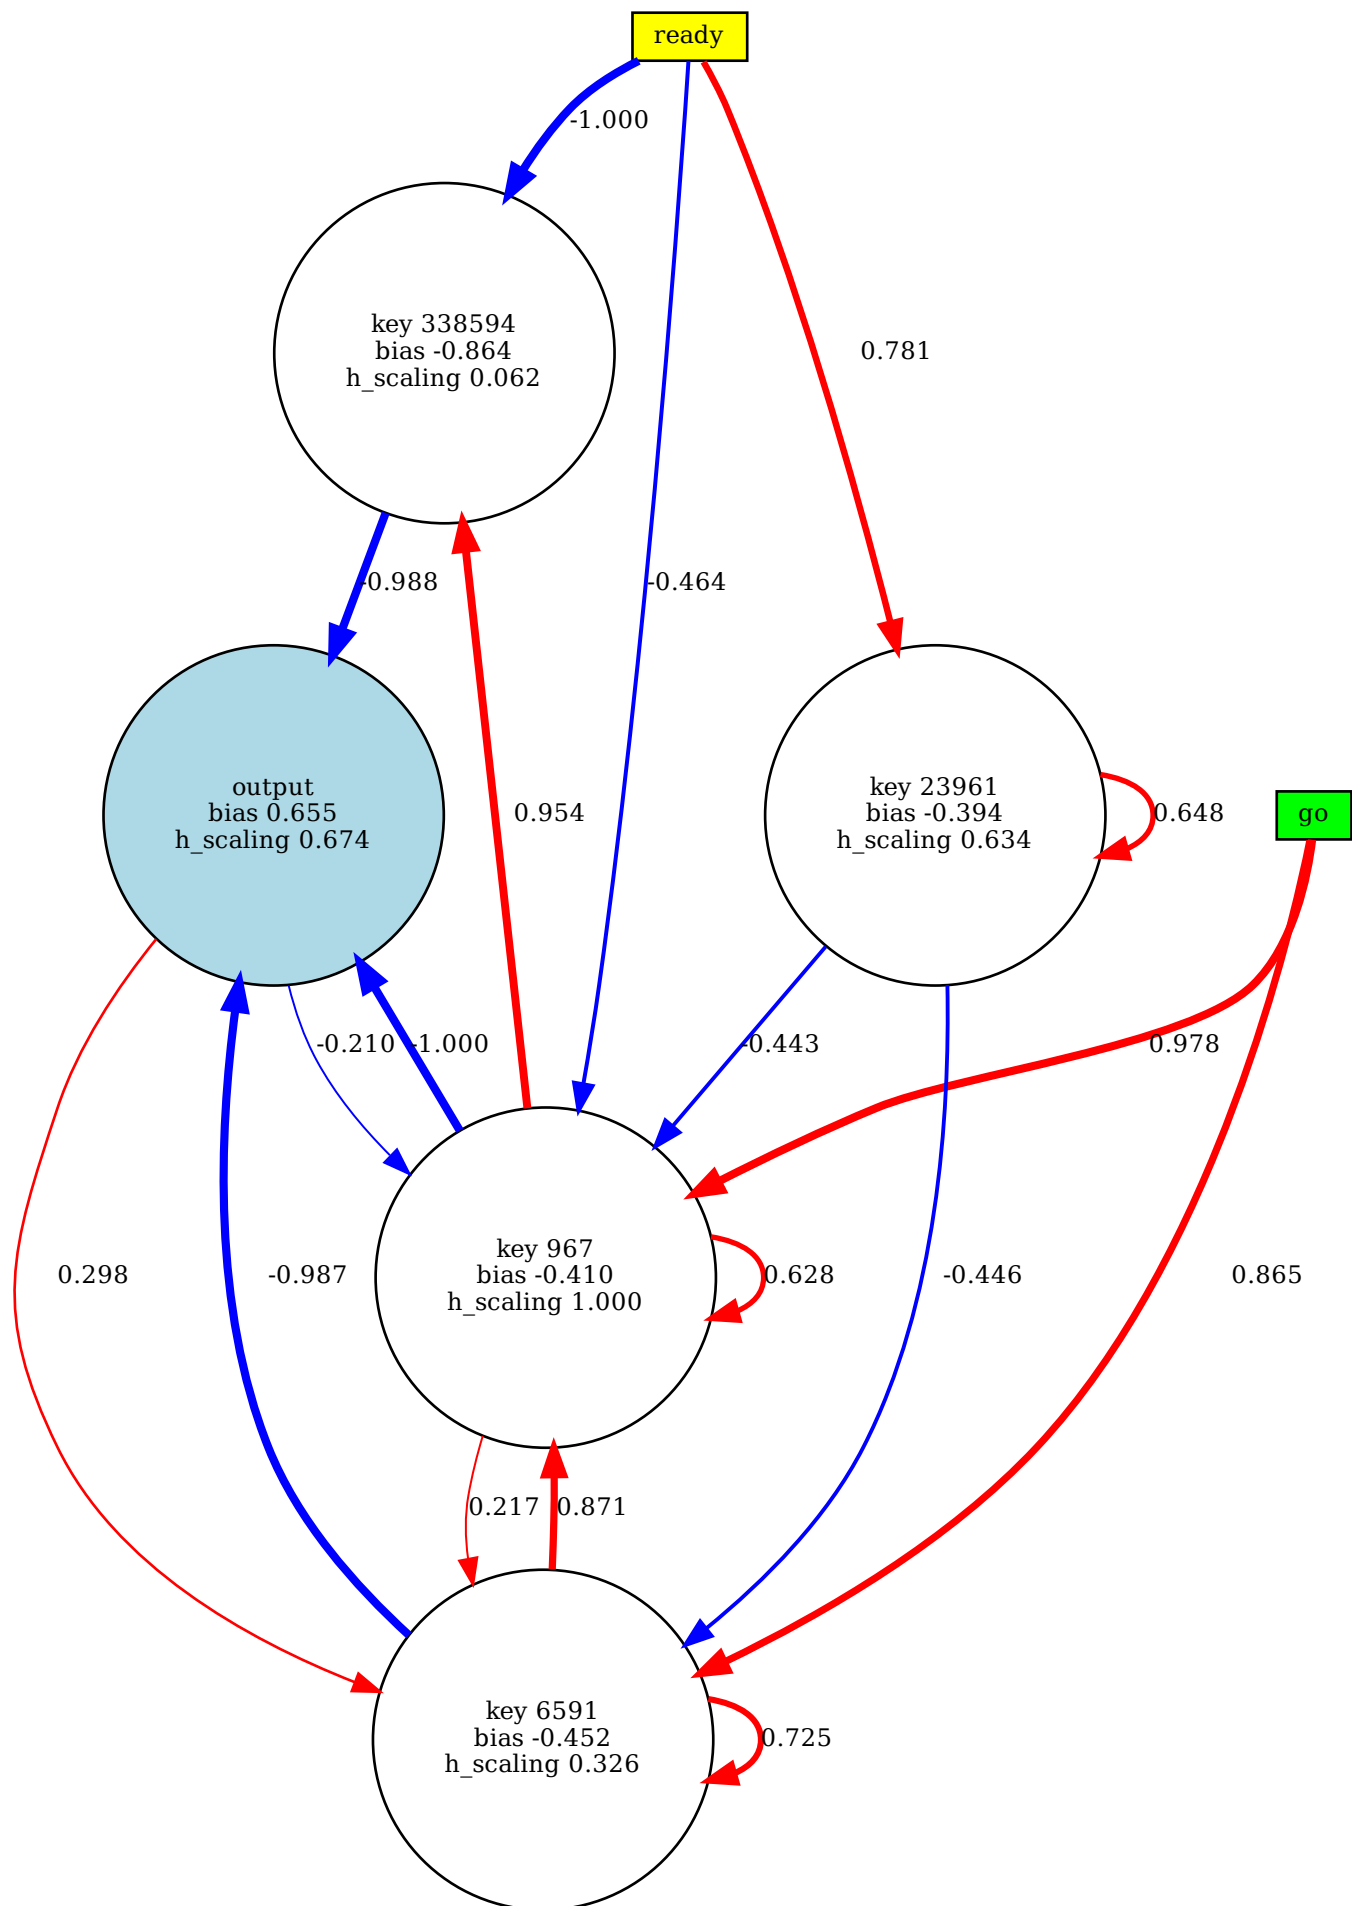 ready
-1.000
key 338594
bias -0.864
h_scaling 0.062
0.781
-0.988
-0.464
output
bias 0.655
h_scaling 0.674
0.954
key 23961
bias -0.394
h_scaling 0.634
0.648
go
-0.210
-1.000
-0.443
0.978
0.298
-0.987
key 967
bias -0.410
h_scaling 1.000
0.628
-0.446
0.865
0.217
0.871
key 6591
bias -0.452
h_scaling 0.326
0.725